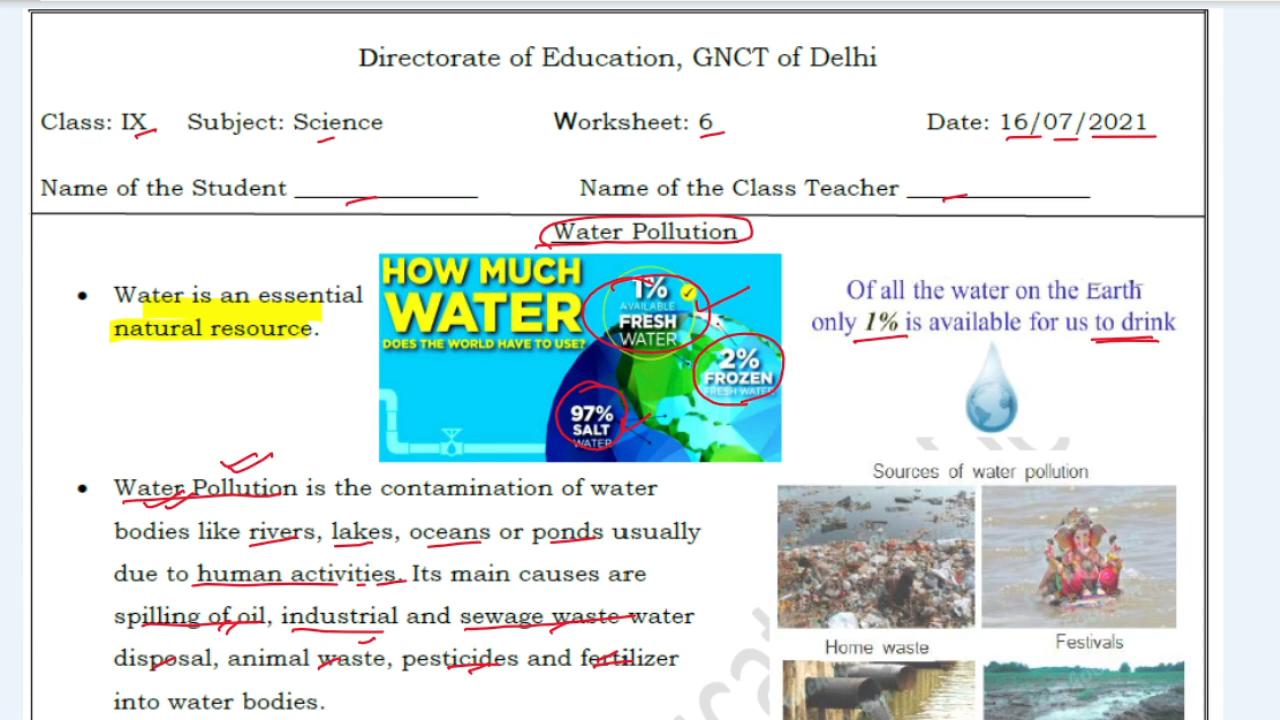 Directorate of Education, GNCT of Delhi
Class: IX Subject: Science Worksheet: 6 Date: 16/07/2021
Name of the Student ____________ Name of the Class Teacher ____________
Water Pollution
• Water is an essential
natural resource.
HOW MUCH
WATER
DOES THE WORLD HAVE TO USE?
1%
AVAILABLE
FRESH
WATER
2%
FROZEN
FRESH WATER
97%
SALT
WATER
Of all the water on the Earth
only 1% is available for us to drink
• Water Pollution is the contamination of water
bodies like rivers, lakes, oceans or ponds usually
due to human activities. Its main causes are
spilling of oil, industrial and sewage waste water
disposal, animal waste, pesticides and fertilizer
into water bodies.
Sources of water pollution
Home waste
Festivals